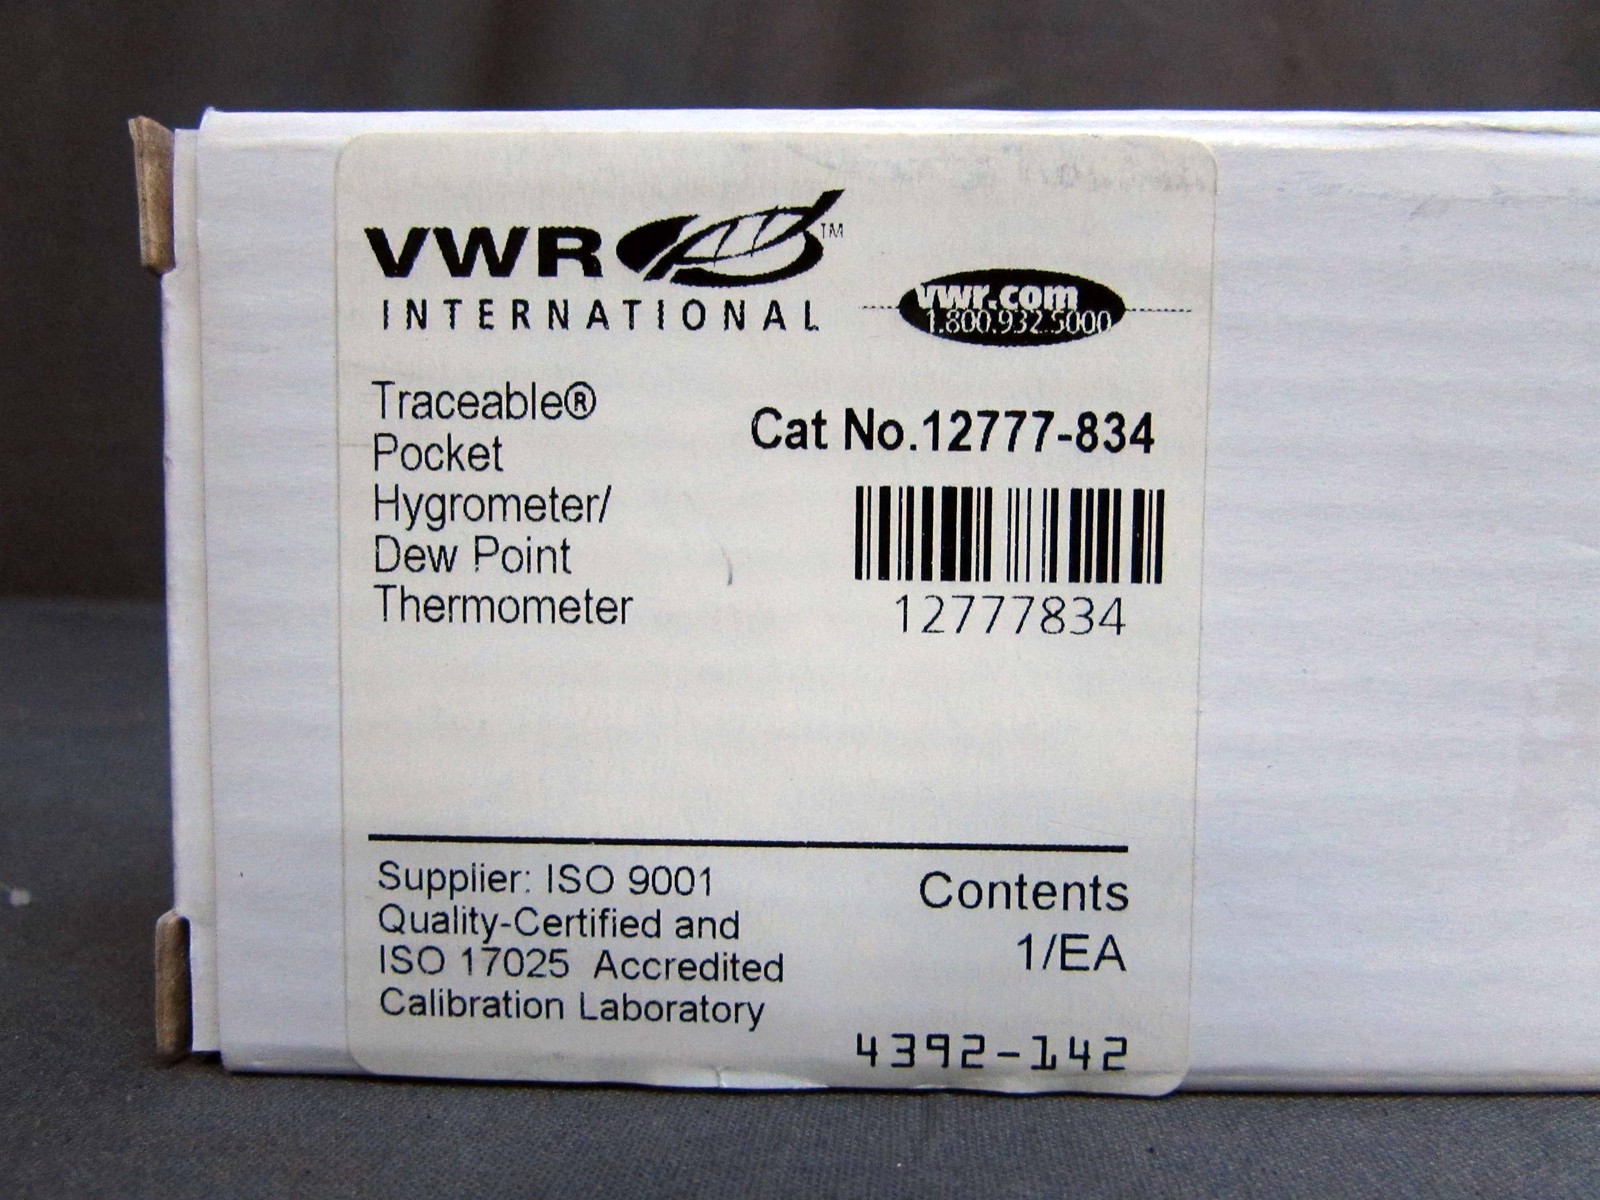 VWR™
INTERNATIONAL
vwr.com
1.800.932.5000
Traceable®
Pocket
Hygrometer/
Dew Point
Thermometer
Cat No.12777-834
12777834
Supplier: ISO 9001
Quality-Certified and
ISO 17025 Accredited
Calibration Laboratory
Contents
1/EA
4392-142